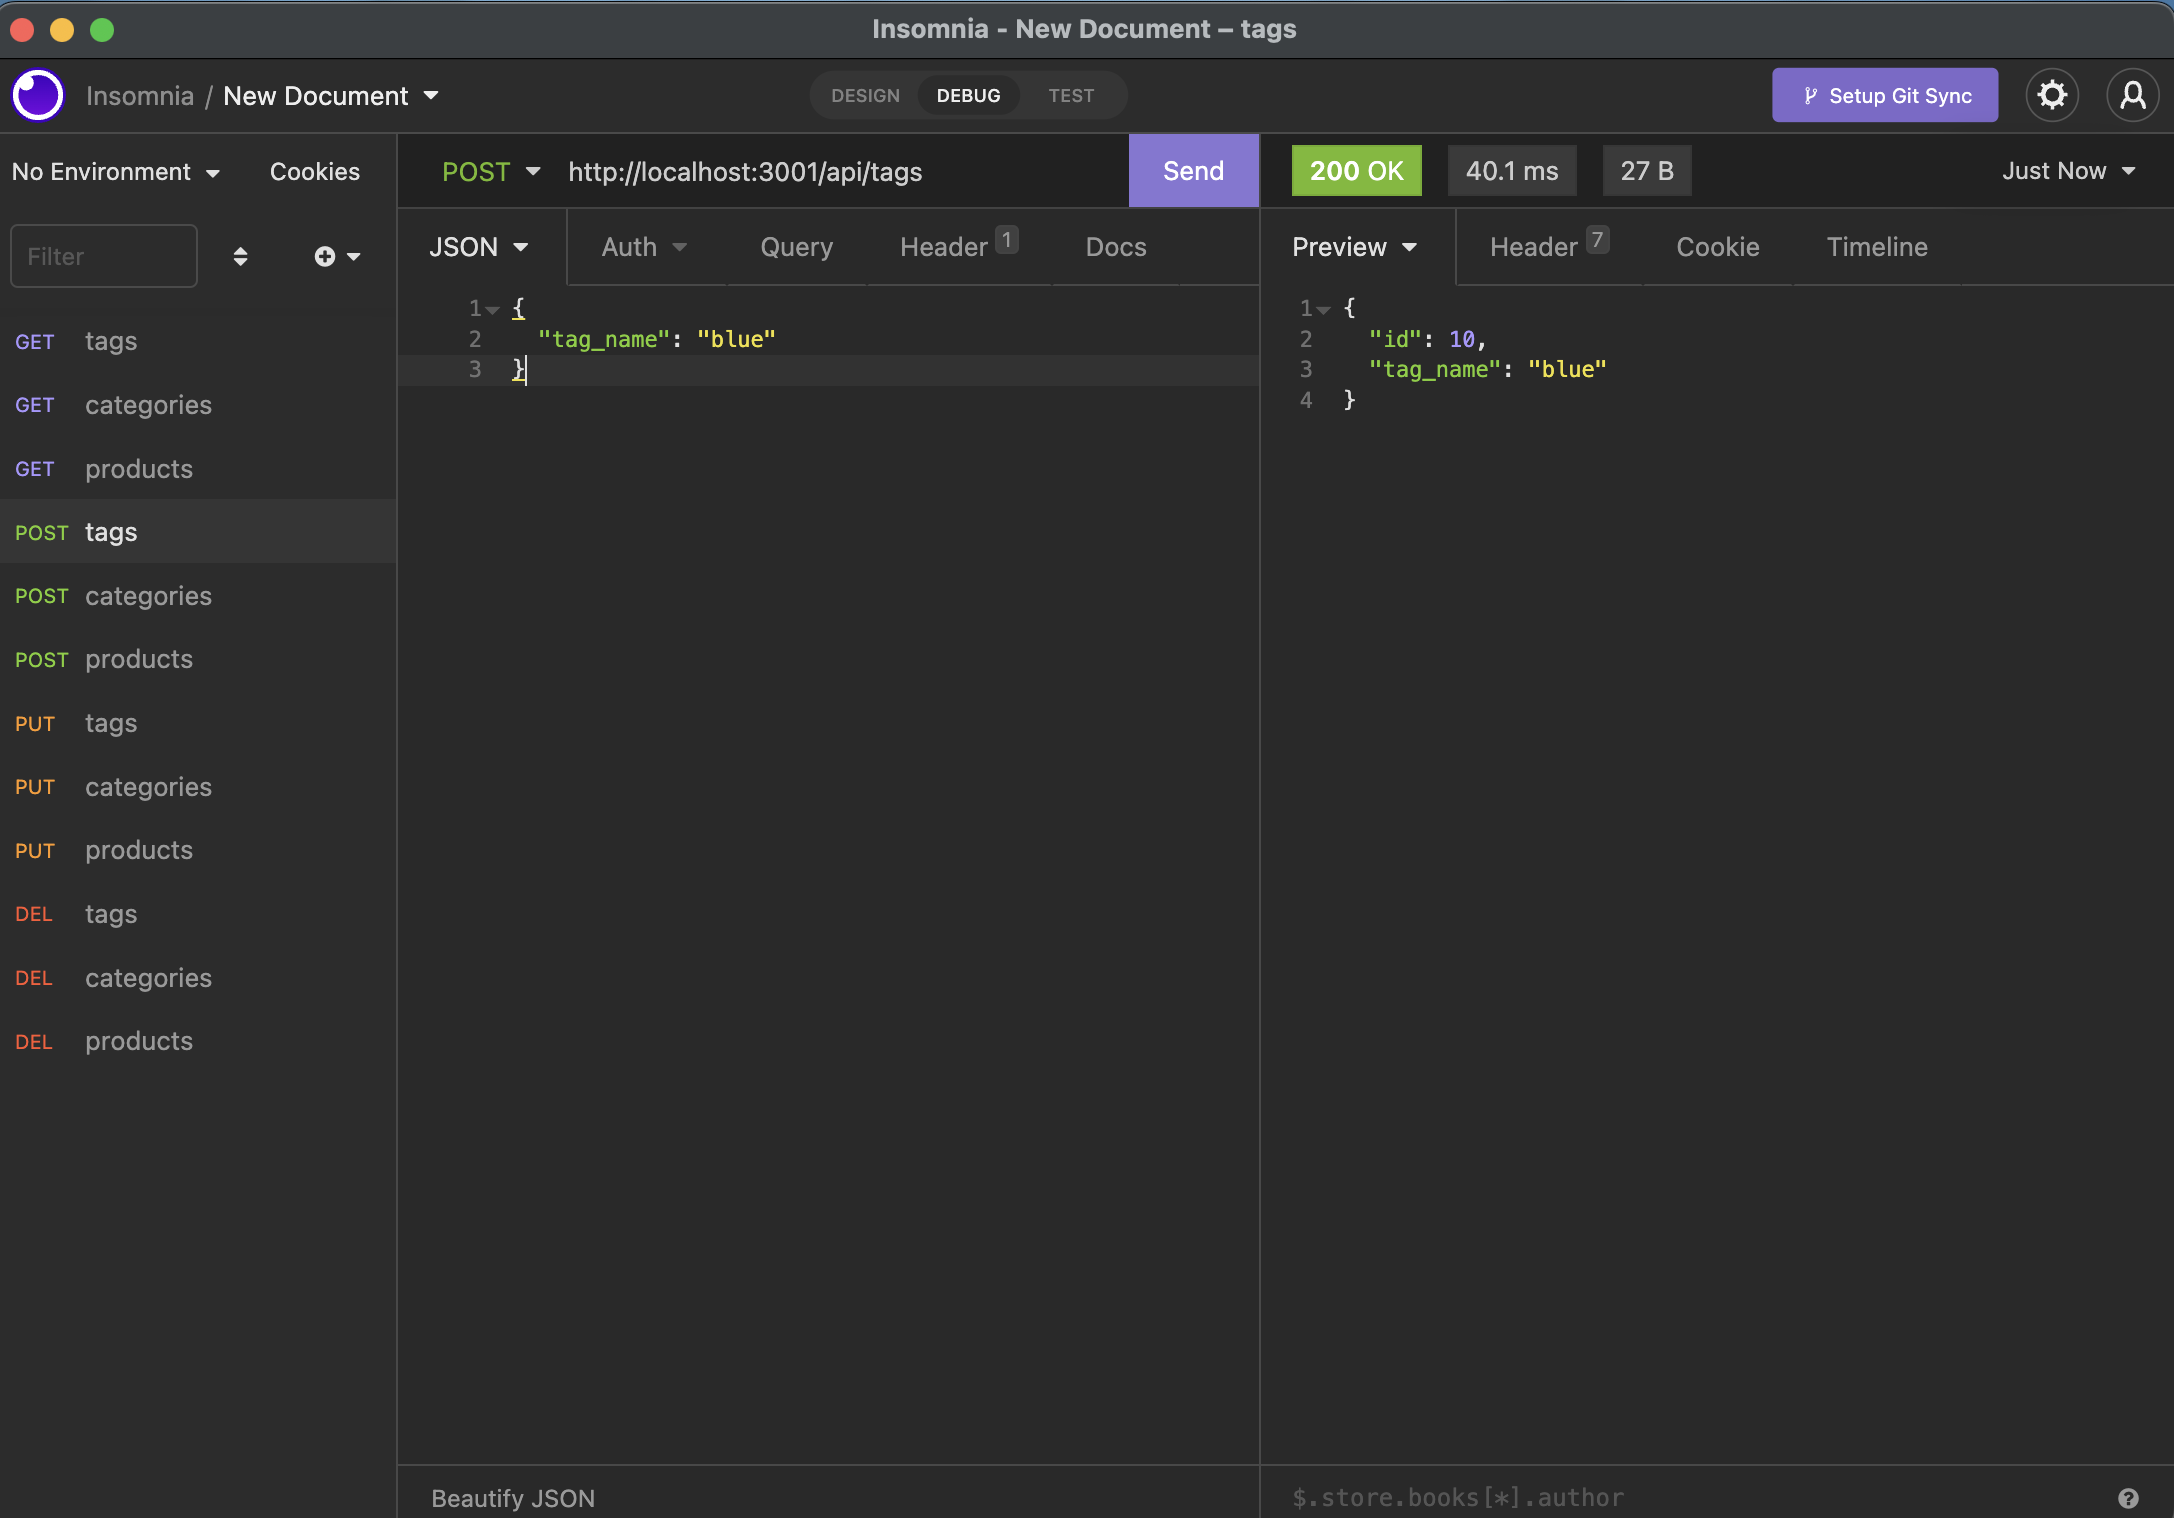 Insomnia - New Document – tags
Insomnia / New Document
DESIGN DEBUG TEST
Setup Git Sync
No Environment Cookies
Filter
GET tags
GET categories
GET products
POST tags
POST categories
POST products
PUT tags
PUT categories
PUT products
DEL tags
DEL categories
DEL products
POST http://localhost:3001/api/tags Send
JSON Auth Query Header 1 Docs
1 {
2 "tag_name": "blue"
3 }
Beautify JSON
200 OK 40.1 ms 27 B Just Now
Preview Header 7 Cookie Timeline
1 {
2 "id": 10,
3 "tag_name": "blue"
4 }
$.store.books[*].author ?